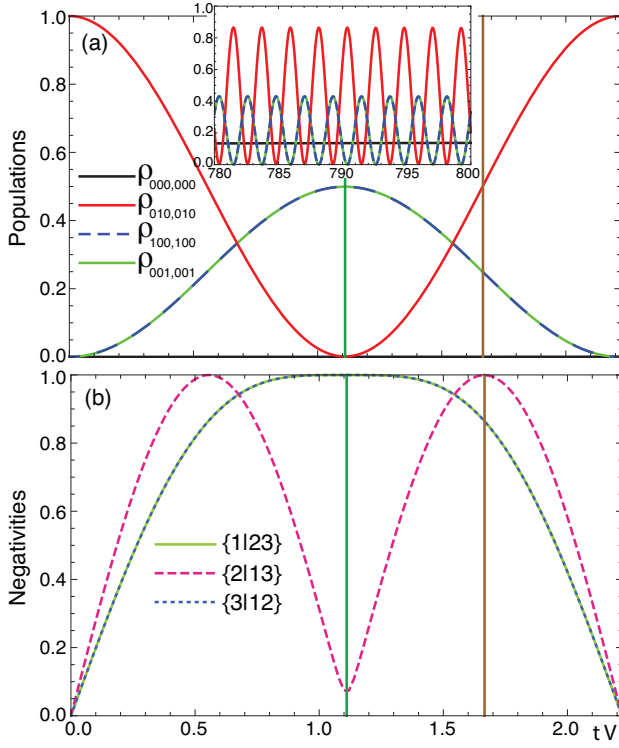 (a)
Populations
1.0
0.8
0.6
0.4
0.2
0.0
1.0
0.8
0.6
0.4
0.2
0.0
780 785 790 795 800
ρ000,000
ρ010,010
ρ100,100
ρ001,001
(b)
Negativities
1.0
0.8
0.6
0.4
0.2
0.0
{1|23}
{2|13}
{3|12}
0.0 0.5 1.0 1.5 2.0
t V